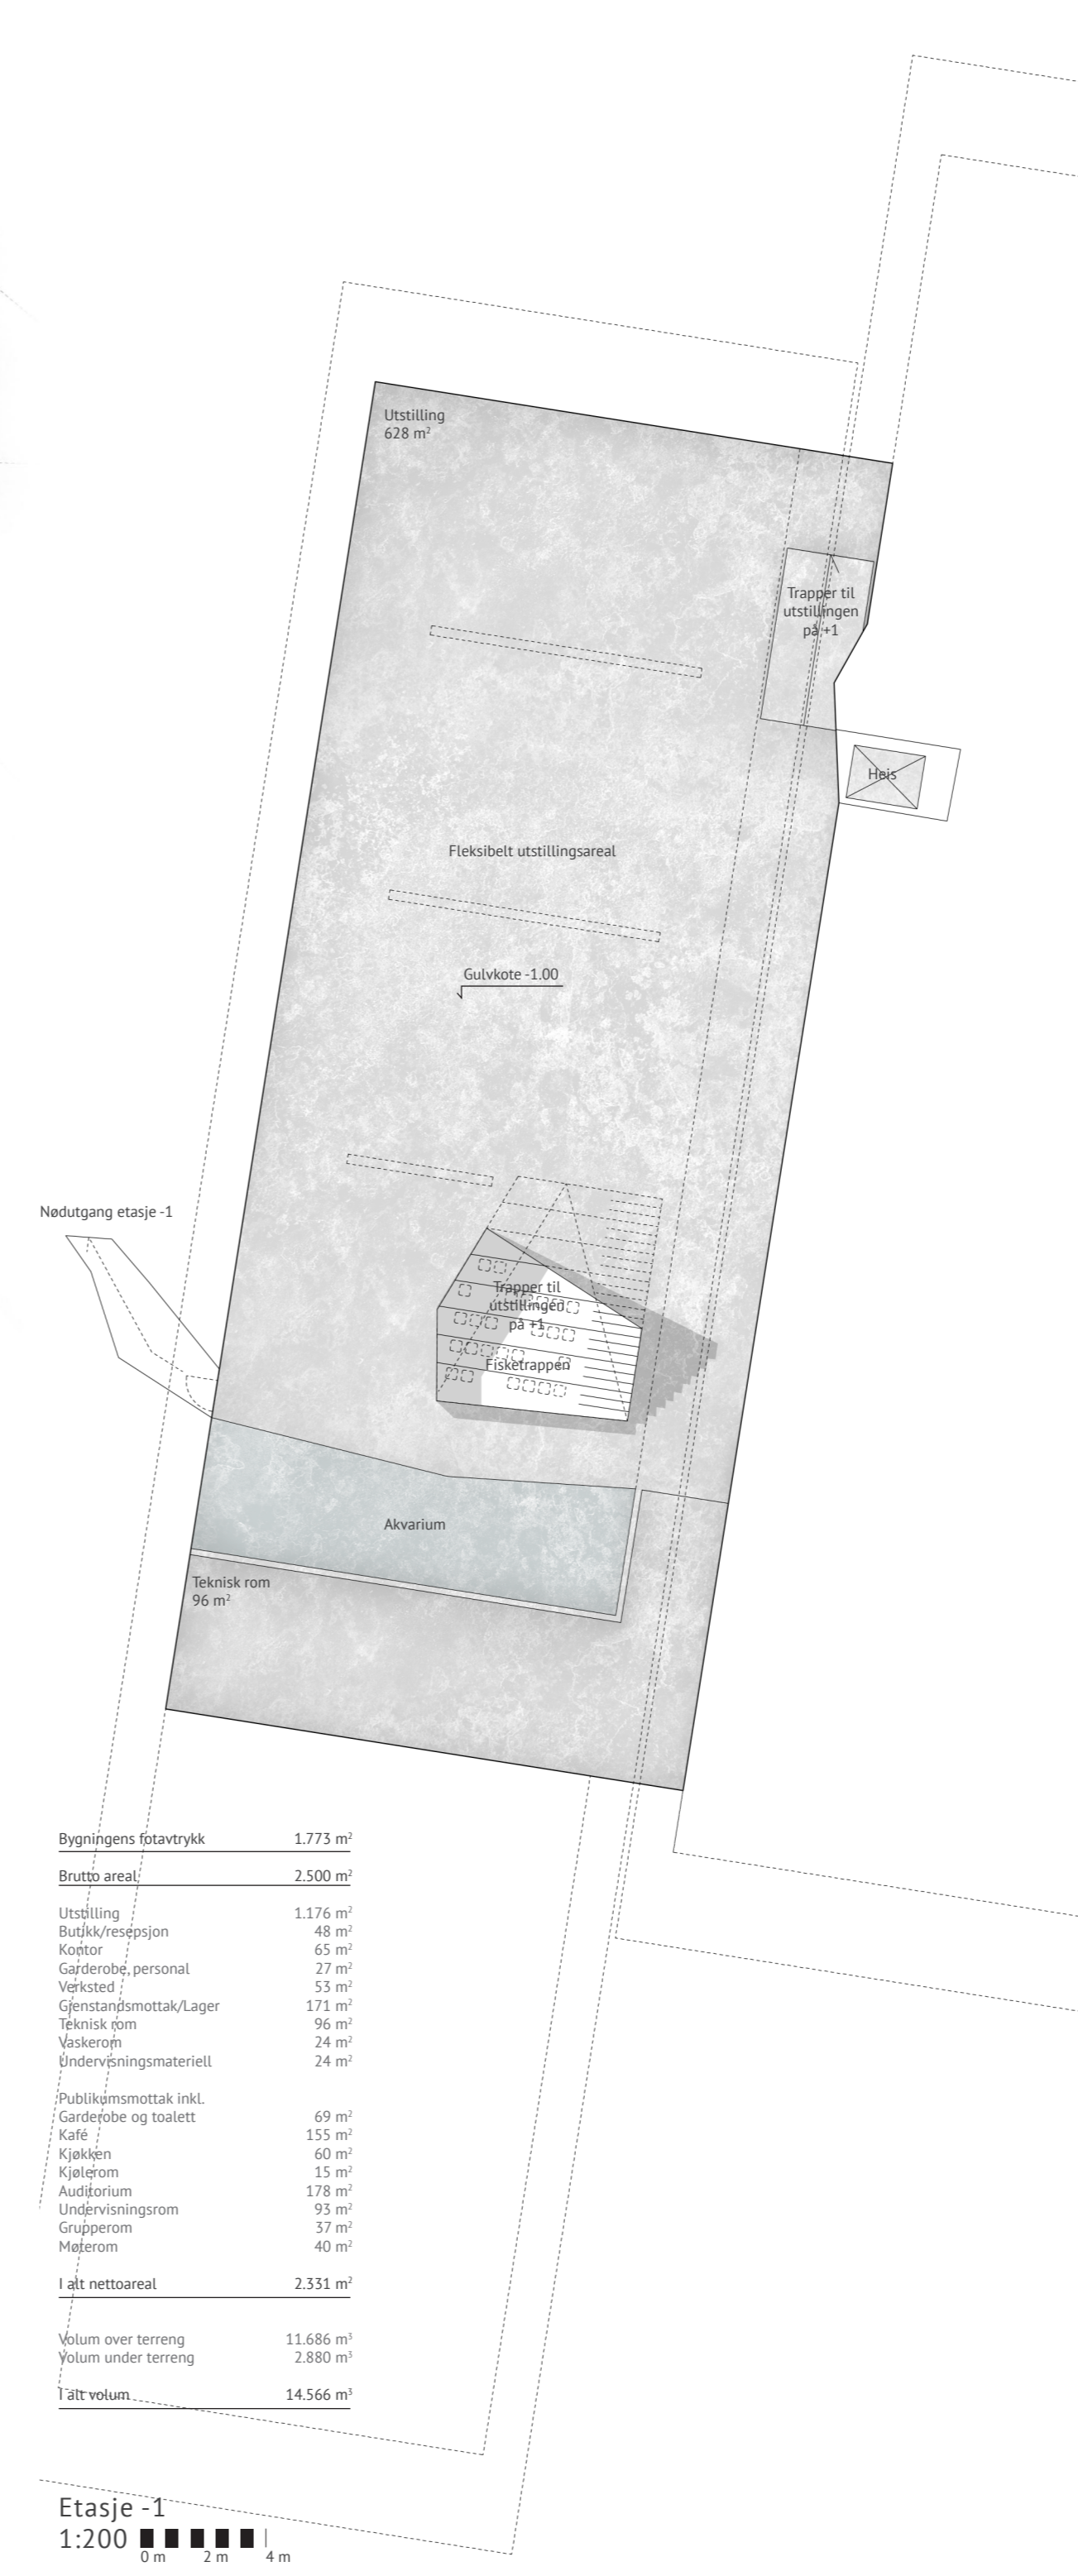 Utstilling
628 m²
Trapper til
utstillingen
på +1
Heis
Fleksibelt utstillingsareal
Gulvkote -1.00
Nødutgang etasje -1
Trapper til
utstillingen
på +1
Fisketrappen
Akvarium
Teknisk rom
96 m²
Bygningens fotavtrykk 1.773 m²
Brutto areal 2.500 m²
Utstilling 1.176 m²
Butikk/resepsjon 48 m²
Kontor 65 m²
Garderobe, personal 27 m²
Verksted 53 m²
Gjenstandsmottak/Lager 171 m²
Teknisk rom 96 m²
Vaskerom 24 m²
Undervisningsmateriell 24 m²
Publikumsmottak inkl.
Garderobe og toalett 69 m²
Kafé 155 m²
Kjøkken 60 m²
Kjølerom 15 m²
Auditorium 178 m²
Undervisningsrom 93 m²
Grupperom 37 m²
Møterom 40 m²
I alt nettoareal 2.331 m²
Volum over terreng 11.686 m³
Volum under terreng 2.880 m³
I alt volum 14.566 m³
Etasje -1
1:200
0 m 2 m 4 m